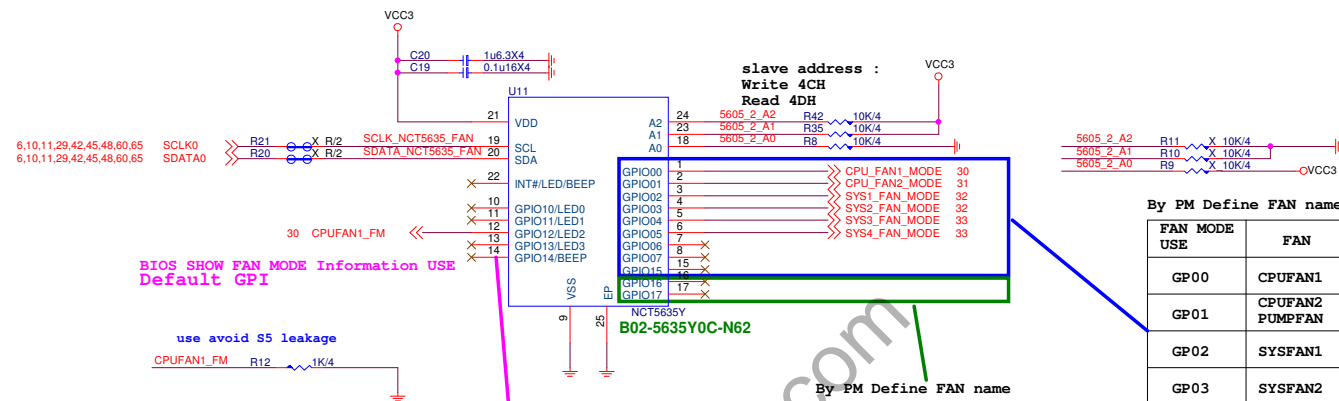 VCC3
C20 1u6.3X4
C19 0.1u16X4
slave address :
Write 4CH
Read 4DH
VCC3
U11
21 VDD
A2 24 5605_2_A2 R42 10K/4
A1 23 5605_2_A1 R35 10K/4
A0 18 5605_2_A0 R8 10K/4
6,10,11,29,42,45,48,60,65 SCLK0 R21 X R/2 SCLK_NCT5635_FAN 19 SCL
6,10,11,29,42,45,48,60,65 SDATA0 R20 X R/2 SDATA_NCT5635_FAN 20 SDA
5605_2_A2 R11 X 10K/4
5605_2_A1 R10 X 10K/4
5605_2_A0 R9 X 10K/4
VCC3
22 INT#/LED/BEEP
10 GPIO10/LED0
11 GPIO11/LED1
30 CPUFAN1_FM 12 GPIO12/LED2
13 GPIO13/LED3
14 GPIO14/BEEP
GPIO00 1 CPU_FAN1_MODE 30
GPIO01 2 CPU_FAN2_MODE 31
GPIO02 3 SYS1_FAN_MODE 32
GPIO03 4 SYS2_FAN_MODE 32
GPIO04 5 SYS3_FAN_MODE 33
GPIO05 6 SYS4_FAN_MODE 33
GPIO06 7
GPIO07 8
GPIO15 15
GPIO16 16
GPIO17 17
BIOS SHOW FAN MODE Information USE
Default GPI
VSS
EP
9
25
NCT5635Y
B02-5635Y0C-N62
use avoid S5 leakage
CPUFAN1_FM R12 1K/4
By PM Define FAN name
By PM Define FAN name
FAN MODE USE FAN
GP00 CPUFAN1
GP01 CPUFAN2 PUMPFAN
GP02 SYSFAN1
GP03 SYSFAN2
.com